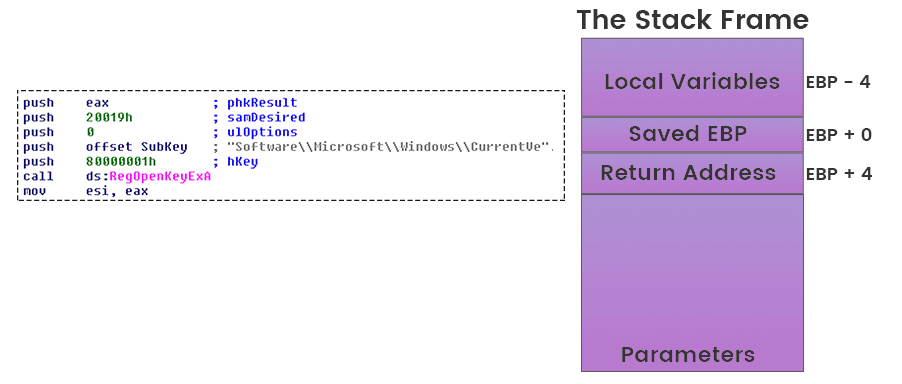 The Stack Frame
Local Variables EBP - 4
Saved EBP EBP + 0
Return Address EBP + 4
Parameters
push eax ; phkResult
push 20019h ; samDesired
push 0 ; ulOptions
push offset SubKey ; "Software\\Microsoft\\Windows\\CurrentVe".
push 80000001h ; hKey
call ds:RegOpenKeyExA
mov esi, eax